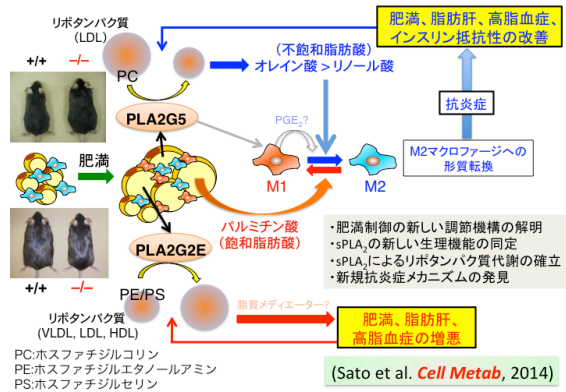 リポタンパク質
(LDL)
+/+
–/–
PC
(不飽和脂肪酸)
オレイン酸 > リノール酸
肥満、脂肪肝、高脂血症、
インスリン抵抗性の改善
PLA2G5
PGE₂?
抗炎症
肥満
M1
M2
M2マクロファージへの
形質転換
パルミチン酸
(飽和脂肪酸)
PLA2G2E
・肥満制御の新しい調節機構の解明
・sPLA₂の新しい生理機能の同定
・sPLA₂によるリポタンパク質代謝の確立
・新規抗炎症メカニズムの発見
+/+
–/–
PE/PS
脂質メディエーター?
リポタンパク質
(VLDL, LDL, HDL)
肥満、脂肪肝、
高脂血症の増悪
PC:ホスファチジルコリン
PE:ホスファチジルエタノールアミン
PS:ホスファチジルセリン
(Sato et al. Cell Metab, 2014)